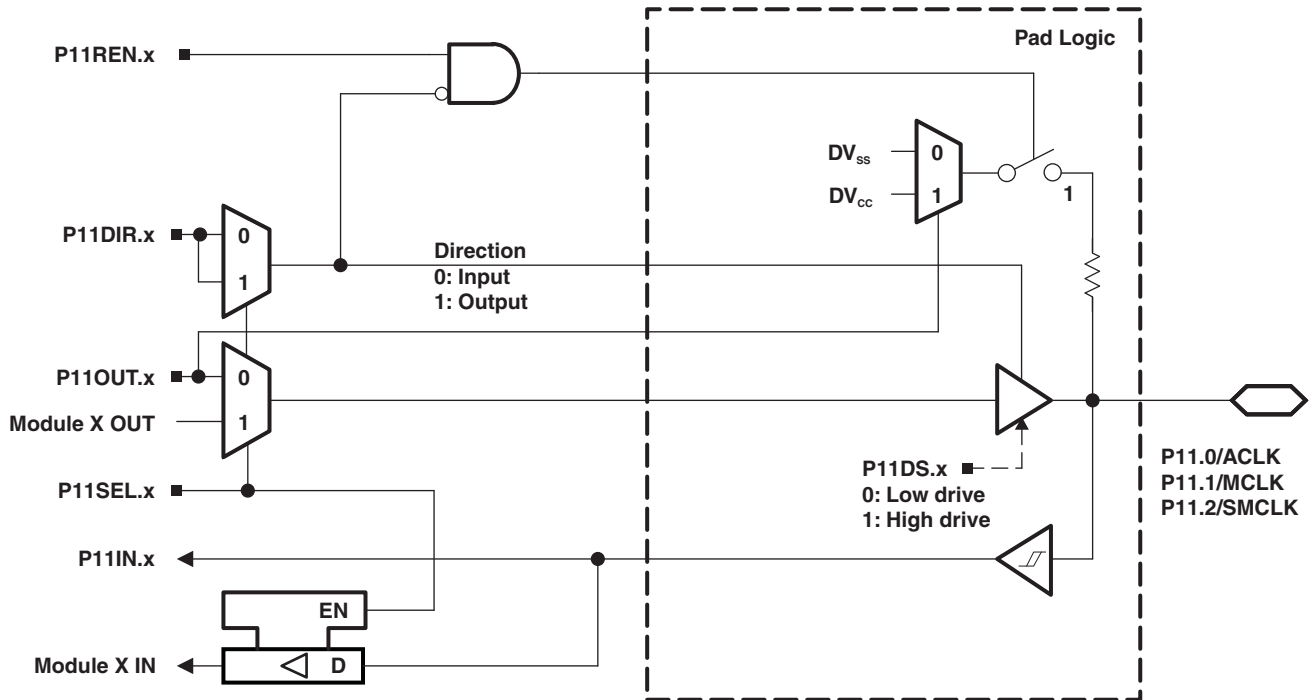 Pad Logic
P11REN.x
DVSS
0
DVCC
1
1
P11DIR.x
0
1
Direction
0: Input
1: Output
P11OUT.x
0
Module X OUT
1
P11SEL.x
P11DS.x
0: Low drive
1: High drive
P11.0/ACLK
P11.1/MCLK
P11.2/SMCLK
P11IN.x
EN
Module X IN
D